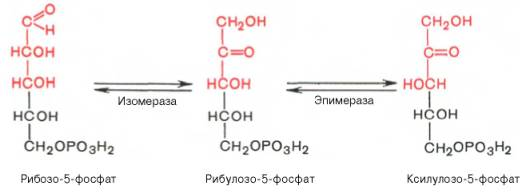 CH₂OH
CH₂OH
C=O
H
HCOH
C=O
C=O
HCOH
HCOH
HOCH
HCOH
HCOH
HCOH
CH₂OPO₃H₂
CH₂OPO₃H₂
CH₂OPO₃H₂
Изомераза
Эпимераза
Рибозо-5-фосфат
Рибулозо-5-фосфат
Ксилулозо-5-фосфат